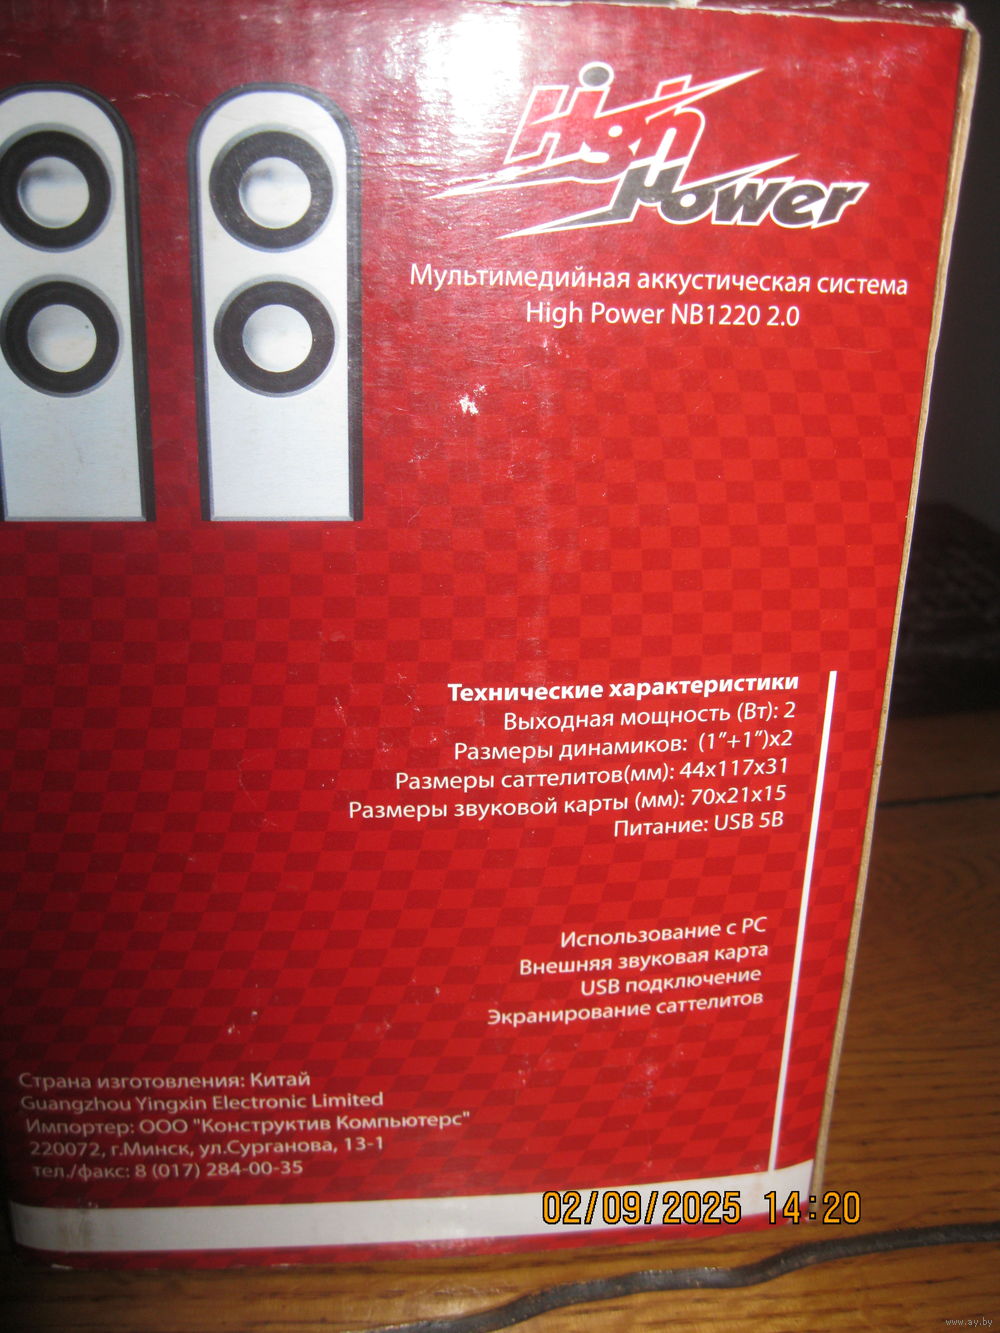 High
Power
Мультимедийная аккустическая система
High Power NB1220 2.0
Технические характеристики
Выходная мощность (Вт): 2
Размеры динамиков: (1”+1”)x2
Размеры саттелитов(мм): 44x117x31
Размеры звуковой карты (мм): 70x21x15
Питание: USB 5В
Использование с PC
Внешняя звуковая карта
USB подключение
Экранирование саттелитов
Страна изготовления: Китай
Guangzhou Yingxin Electronic Limited
Импортер: ООО "Конструктив Компьютерс"
220072, г.Минск, ул.Сурганова, 13-1
тел./факс: 8 (017) 284-00-35
02/09/2025 14:20
www.ay.by